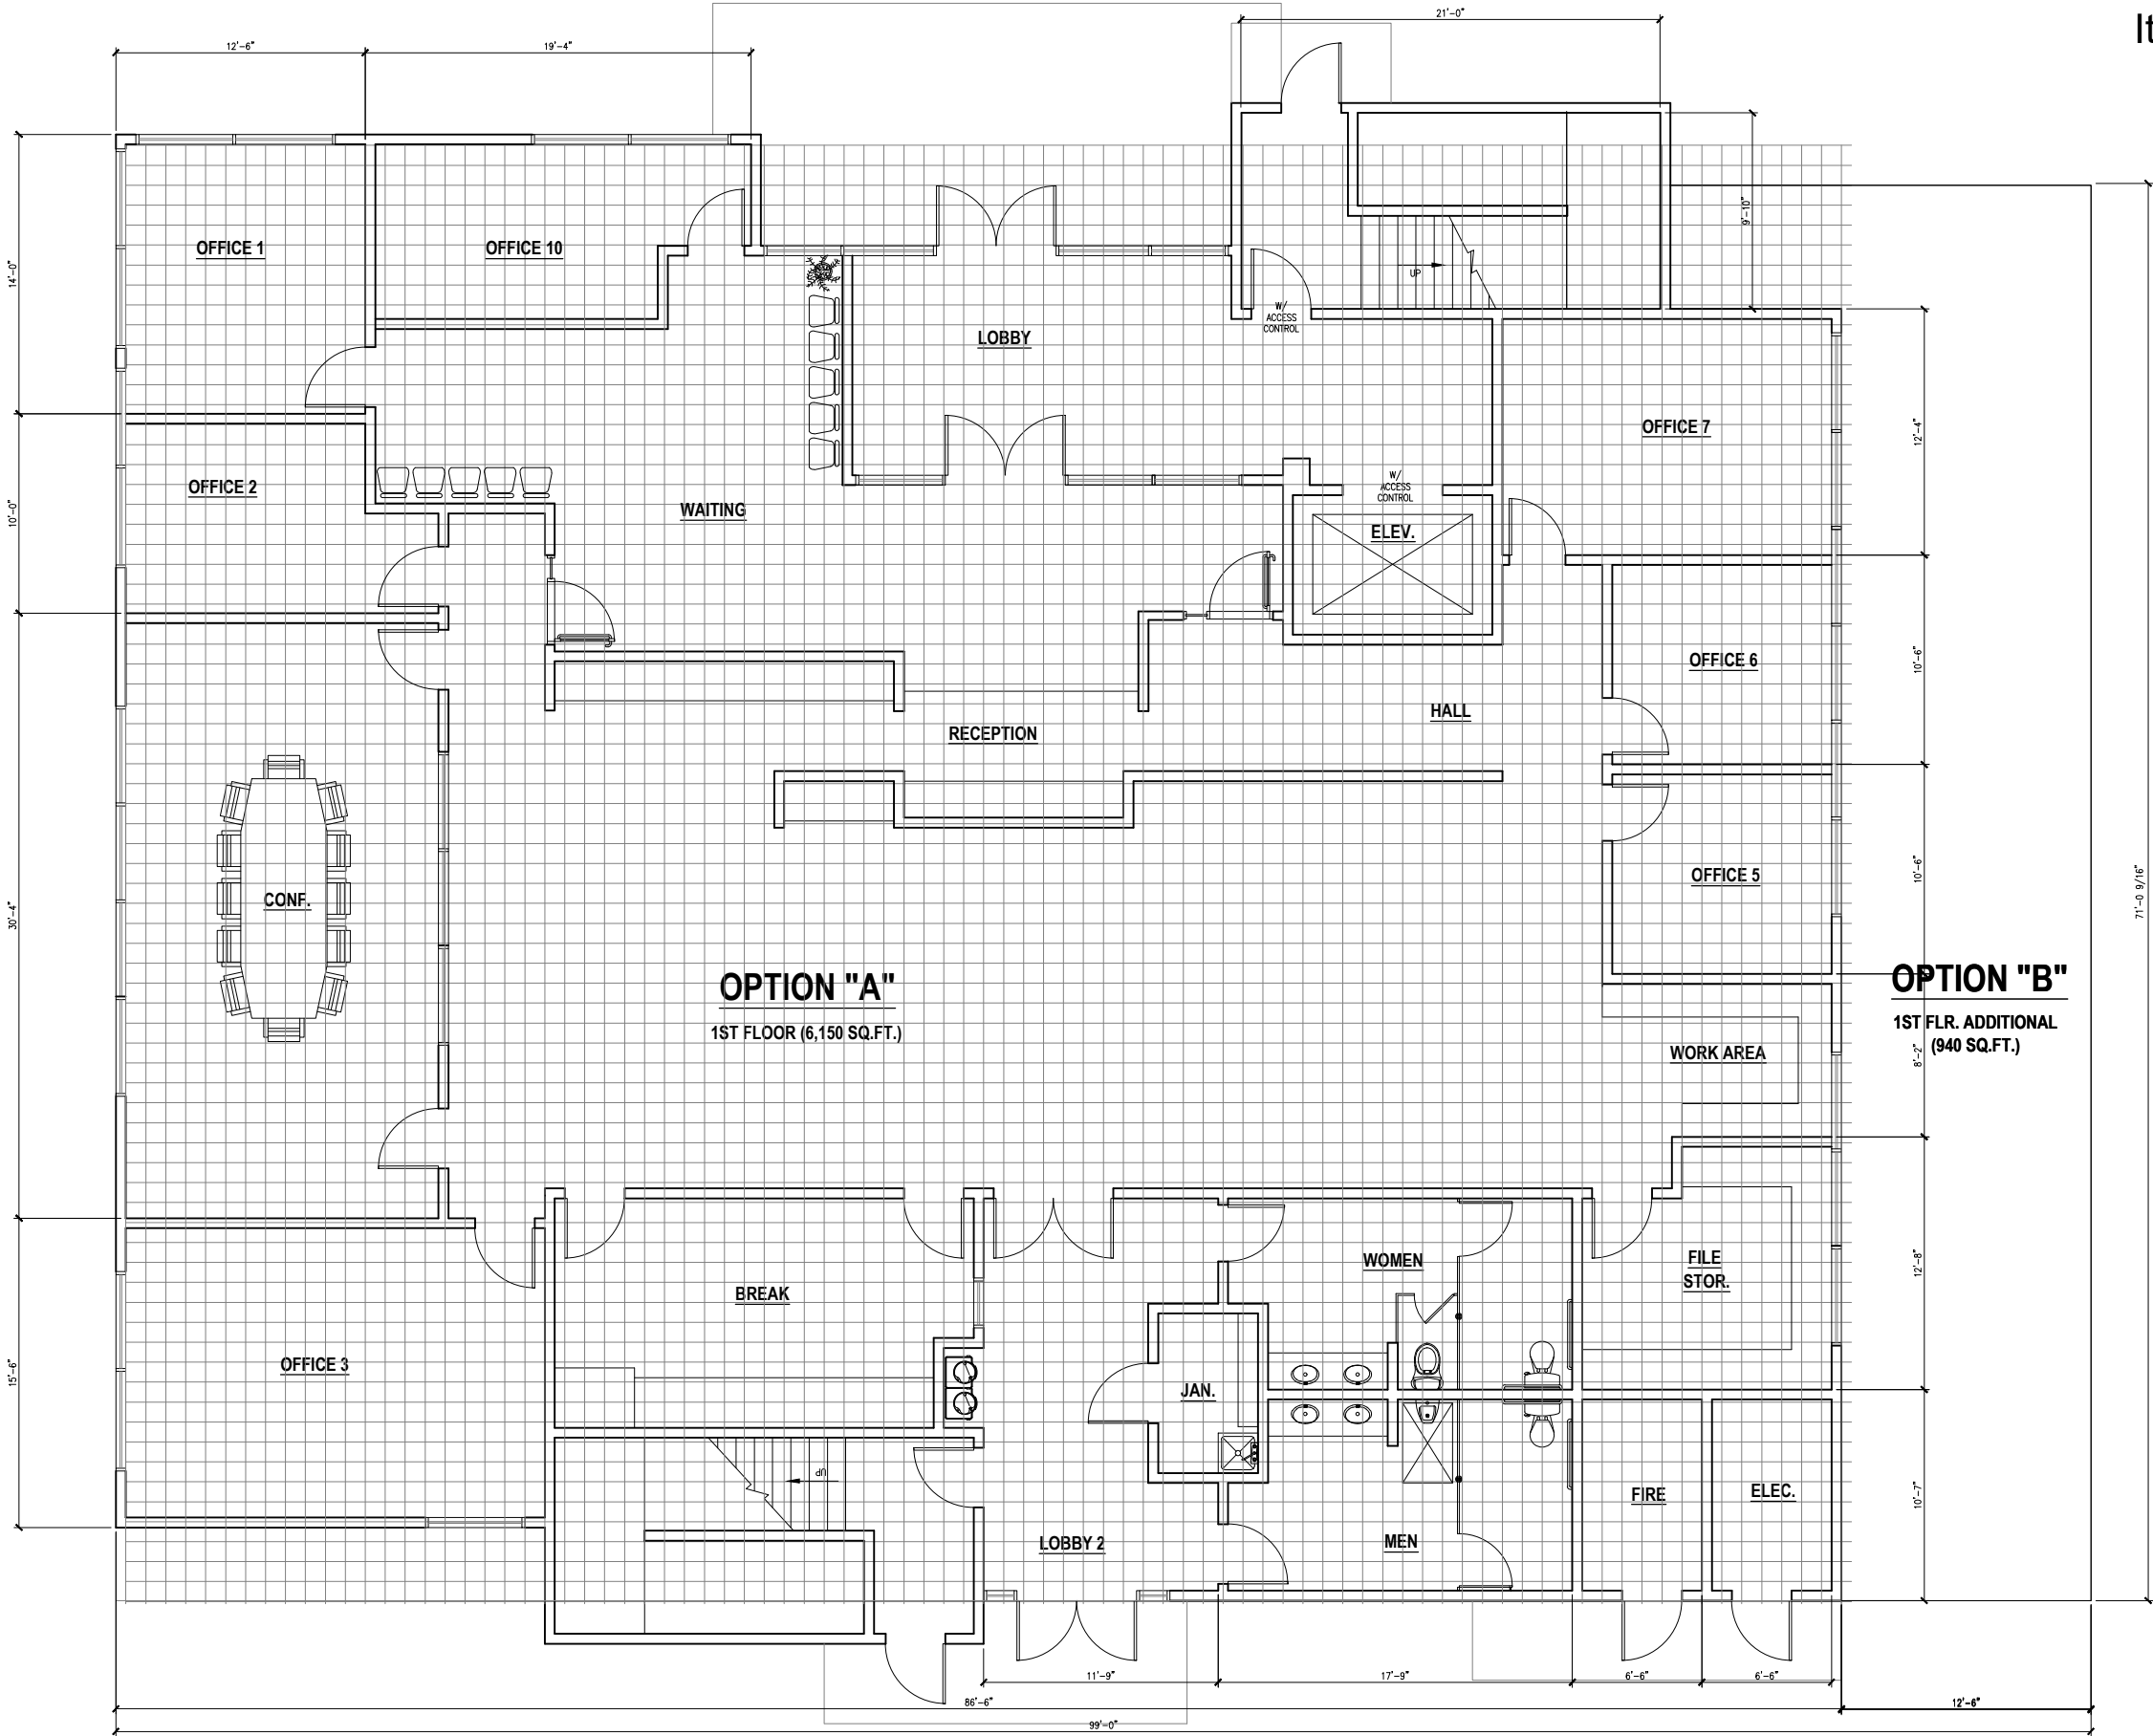 It
21'-0"
12'-6"
19'-4"
9'-10"
14'-0"
OFFICE 1
OFFICE 10
UP
W/
ACCESS
CONTROL
LOBBY
OFFICE 7
12'-4"
OFFICE 2
10'-0"
WAITING
W/
ACCESS
CONTROL
ELEV.
OFFICE 6
10'-6"
HALL
RECEPTION
OFFICE 5
10'-6"
71'-0 9/16"
CONF.
30'-4"
OPTION "A"
1ST FLOOR (6,150 SQ.FT.)
OPTION "B"
1ST FLR. ADDITIONAL
(940 SQ.FT.)
WORK AREA
8'-2"
WOMEN
FILE
STOR.
12'-8"
BREAK
OFFICE 3
15'-6"
JAN.
UP
FIRE
ELEC.
10'-7"
LOBBY 2
MEN
11'-9"
17'-9"
6'-6"
6'-6"
86'-6"
12'-6"
99'-0"